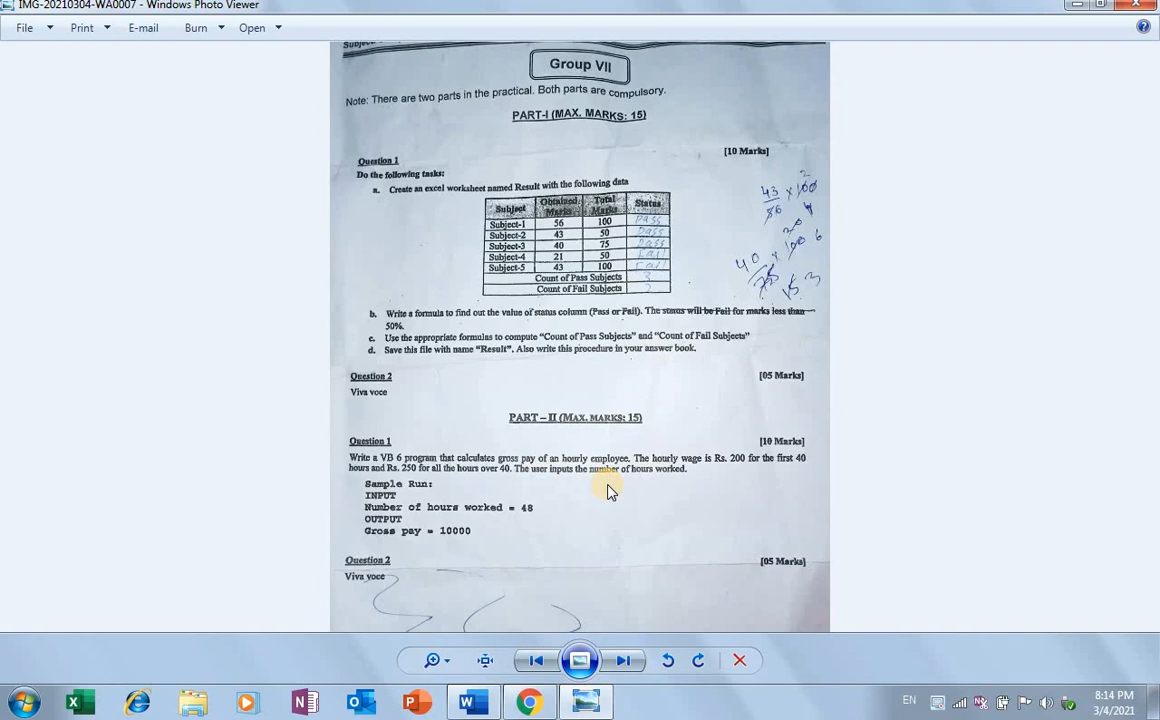 IMG-20210304-WA0007 - Windows Photo Viewer
File Print E-mail Burn Open
Group VII
Note: There are two parts in the practical. Both parts are compulsory.
PART-I (MAX. MARKS: 15)
[10 Marks]
Question 1
Do the following tasks:
a. Create an excel worksheet named Result with the following data
Subject Obtained Marks Total Marks Status
Subject-1 56 100 Pass
Subject-2 43 50 Pass
Subject-3 40 75 Pass
Subject-4 21 50 Fail
Subject-5 43 100 Fail
Count of Pass Subjects 3
Count of Fail Subjects
b. Write a formula to find out the value of status column (Pass or Fail). The status will be Fail for marks less than
50%.
c. Use the appropriate formulas to compute "Count of Pass Subjects" and "Count of Fail Subjects"
d. Save this file with name "Result". Also write this procedure in your answer book.
Question 2 [05 Marks]
Viva voce
PART – II (MAX. MARKS: 15)
Question 1 [10 Marks]
Write a VB 6 program that calculates gross pay of an hourly employee. The hourly wage is Rs. 200 for the first 40
hours and Rs. 250 for all the hours over 40. The user inputs the number of hours worked.
Sample Run:
INPUT
Number of hours worked = 48
OUTPUT
Gross pay = 10000
Question 2 [05 Marks]
Viva voce
EN
8:14 PM
3/4/2021